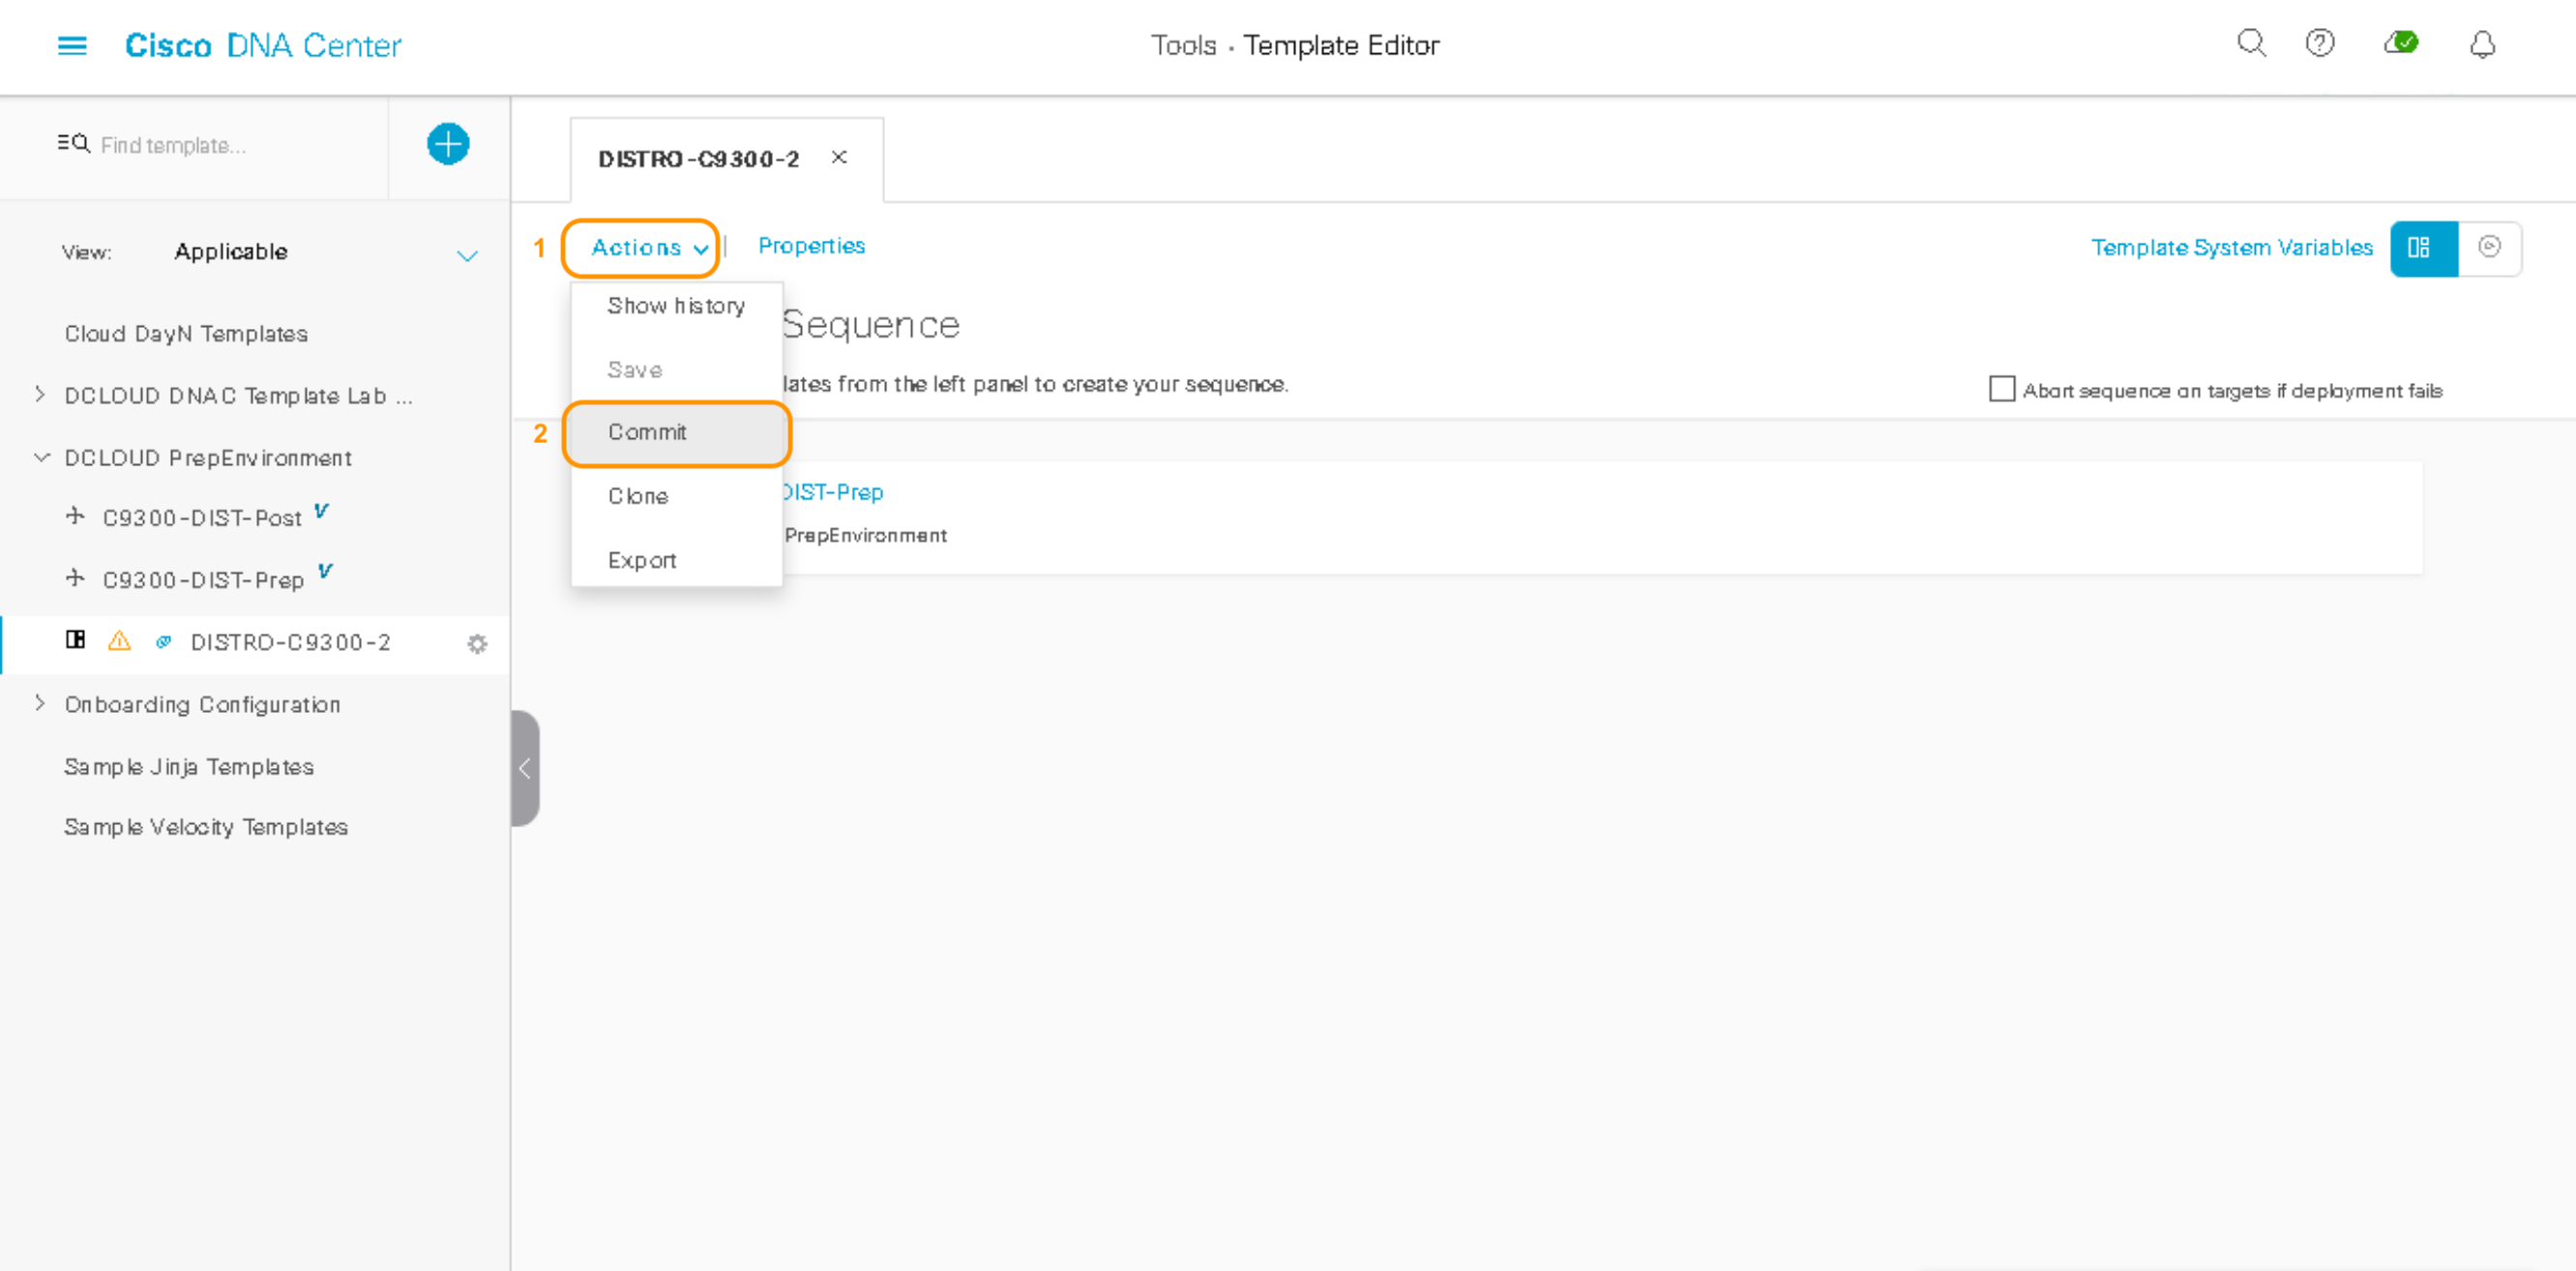 Cisco DNA Center
Tools · Template Editor
Find template...
DISTRO-C9300-2
View: Applicable
1 Actions | Properties
Template System Variables
Show history
Sequence
Cloud DayN Templates
Save
lates from the left panel to create your sequence.
Abort sequence on targets if deployment fails
DCLOUD DNAC Template Lab ...
2 Commit
DCLOUD PrepEnvironment
Clone
DIST-Prep
C9300-DIST-Post V
PrepEnvironment
Export
C9300-DIST-Prep V
DISTRO-C9300-2
Onboarding Configuration
Sample Jinja Templates
Sample Velocity Templates